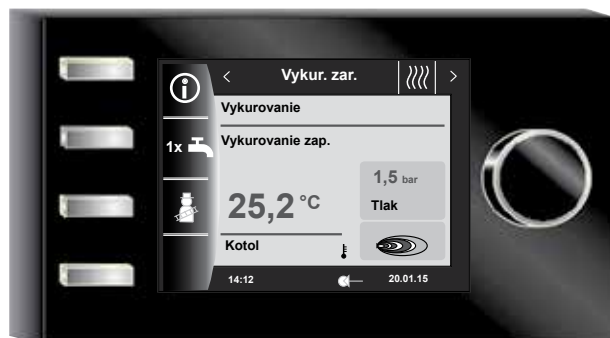 < Vykur. zar. >
Vykurovanie
1x
Vykurovanie zap.
1,5 bar
Tlak
25,2 °C
Kotol
14:12 20.01.15